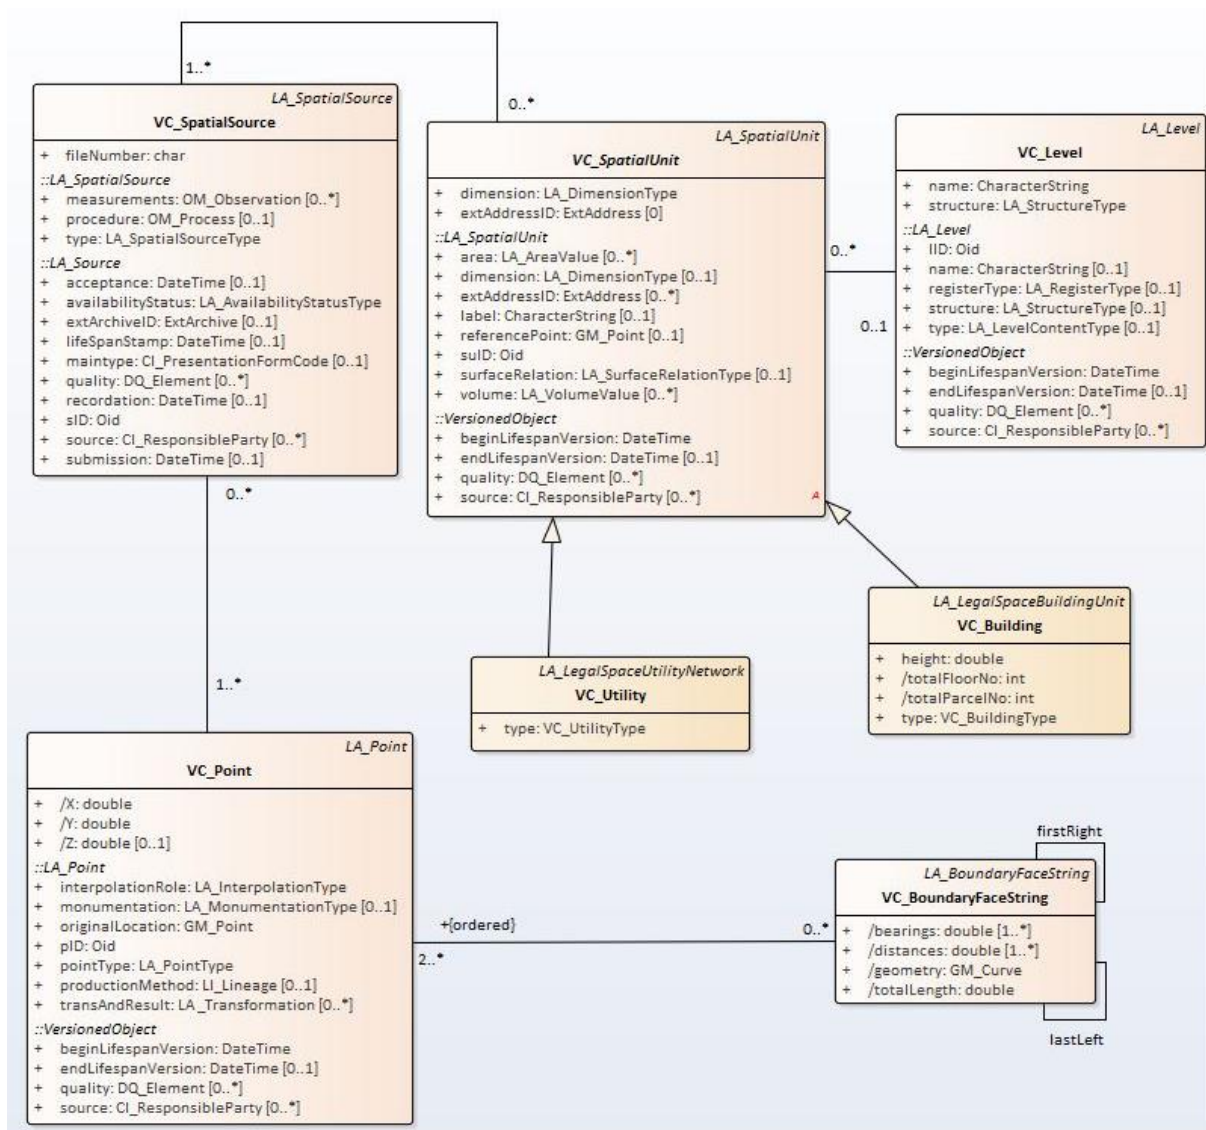 1..*
0..*
LA_SpatialSource
VC_SpatialSource
+ fileNumber: char
::LA_SpatialSource
+ measurements: OM_Observation [0..*]
+ procedure: OM_Process [0..1]
+ type: LA_SpatialSourceType
::LA_Source
+ acceptance: DateTime [0..1]
+ availabilityStatus: LA_AvailabilityStatusType
+ extArchiveID: ExtArchive [0..1]
+ lifeSpanStamp: DateTime [0..1]
+ maintype: CI_PresentationFormCode [0..1]
+ quality: DQ_Element [0..*]
+ recordation: DateTime [0..1]
+ sID: Oid
+ source: CI_ResponsibleParty [0..*]
+ submission: DateTime [0..1]
LA_SpatialUnit
VC_SpatialUnit
+ dimension: LA_DimensionType
+ extAddressID: ExtAddress [0]
::LA_SpatialUnit
+ area: LA_AreaValue [0..*]
+ dimension: LA_DimensionType [0..1]
+ extAddressID: ExtAddress [0..*]
+ label: CharacterString [0..1]
+ referencePoint: GM_Point [0..1]
+ suID: Oid
+ surfaceRelation: LA_SurfaceRelationType [0..1]
+ volume: LA_VolumeValue [0..*]
::VersionedObject
+ beginLifespanVersion: DateTime
+ endLifespanVersion: DateTime [0..1]
+ quality: DQ_Element [0..*]
+ source: CI_ResponsibleParty [0..*]
A
0..*
0..1
LA_Level
VC_Level
+ name: CharacterString
+ structure: LA_StructureType
::LA_Level
+ lID: Oid
+ name: CharacterString [0..1]
+ registerType: LA_RegisterType [0..1]
+ structure: LA_StructureType [0..1]
+ type: LA_LevelContentType [0..1]
::VersionedObject
+ beginLifespanVersion: DateTime
+ endLifespanVersion: DateTime [0..1]
+ quality: DQ_Element [0..*]
+ source: CI_ResponsibleParty [0..*]
0..*
1..*
LA_LegalSpaceUtilityNetwork
VC_Utility
+ type: VC_UtilityType
LA_LegalSpaceBuildingUnit
VC_Building
+ height: double
+ /totalFloorNo: int
+ /totalParcelNo: int
+ type: VC_BuildingType
LA_Point
VC_Point
+ /X: double
+ /Y: double
+ /Z: double [0..1]
::LA_Point
+ interpolationRole: LA_InterpolationType
+ monumentation: LA_MonumentationType [0..1]
+ originalLocation: GM_Point
+ pID: Oid
+ pointType: LA_PointType
+ productionMethod: LI_Lineage [0..1]
+ transAndResult: LA_Transformation [0..*]
::VersionedObject
+ beginLifespanVersion: DateTime
+ endLifespanVersion: DateTime [0..1]
+ quality: DQ_Element [0..*]
+ source: CI_ResponsibleParty [0..*]
+{ordered}
2..*
0..*
firstRight
LA_BoundaryFaceString
VC_BoundaryFaceString
+ /bearings: double [1..*]
+ /distances: double [1..*]
+ /geometry: GM_Curve
+ /totalLength: double
lastLeft